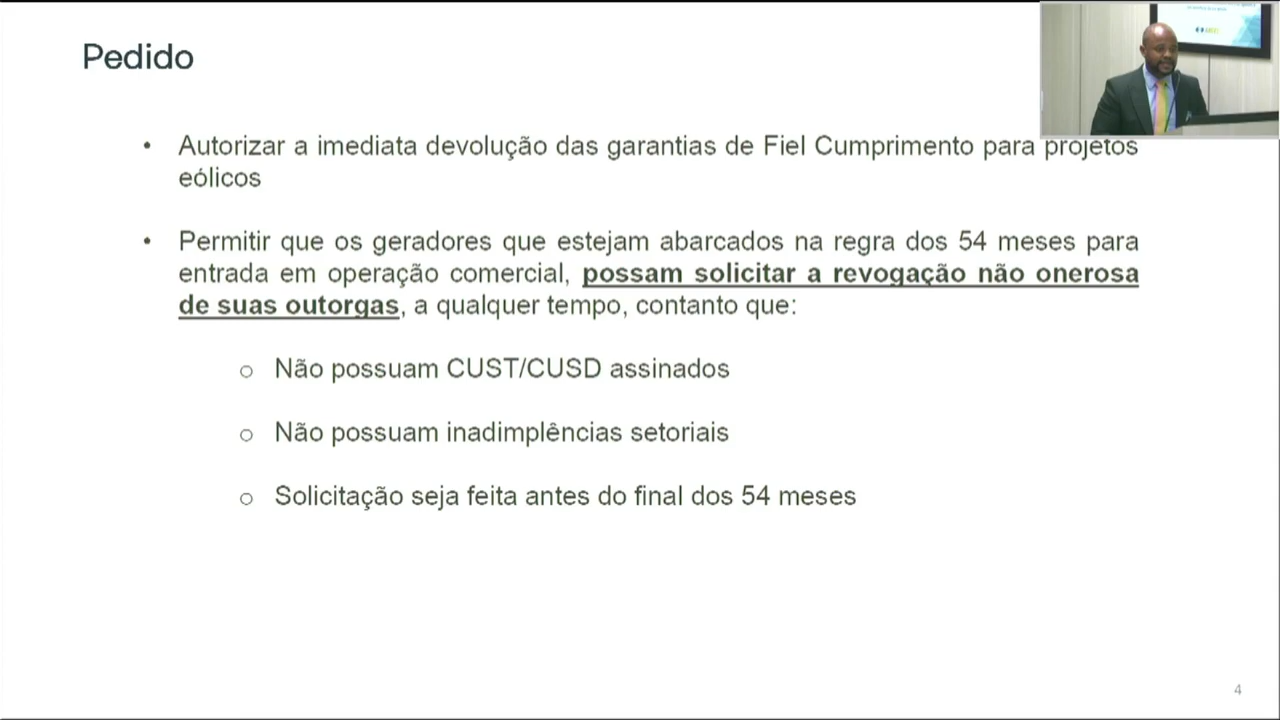 Pedido
• Autorizar a imediata devolução das garantias de Fiel Cumprimento para projetos
eólicos
• Permitir que os geradores que estejam abarcados na regra dos 54 meses para
entrada em operação comercial, possam solicitar a revogação não onerosa
de suas outorgas, a qualquer tempo, contanto que:
○ Não possuam CUST/CUSD assinados
○ Não possuam inadimplências setoriais
○ Solicitação seja feita antes do final dos 54 meses
4